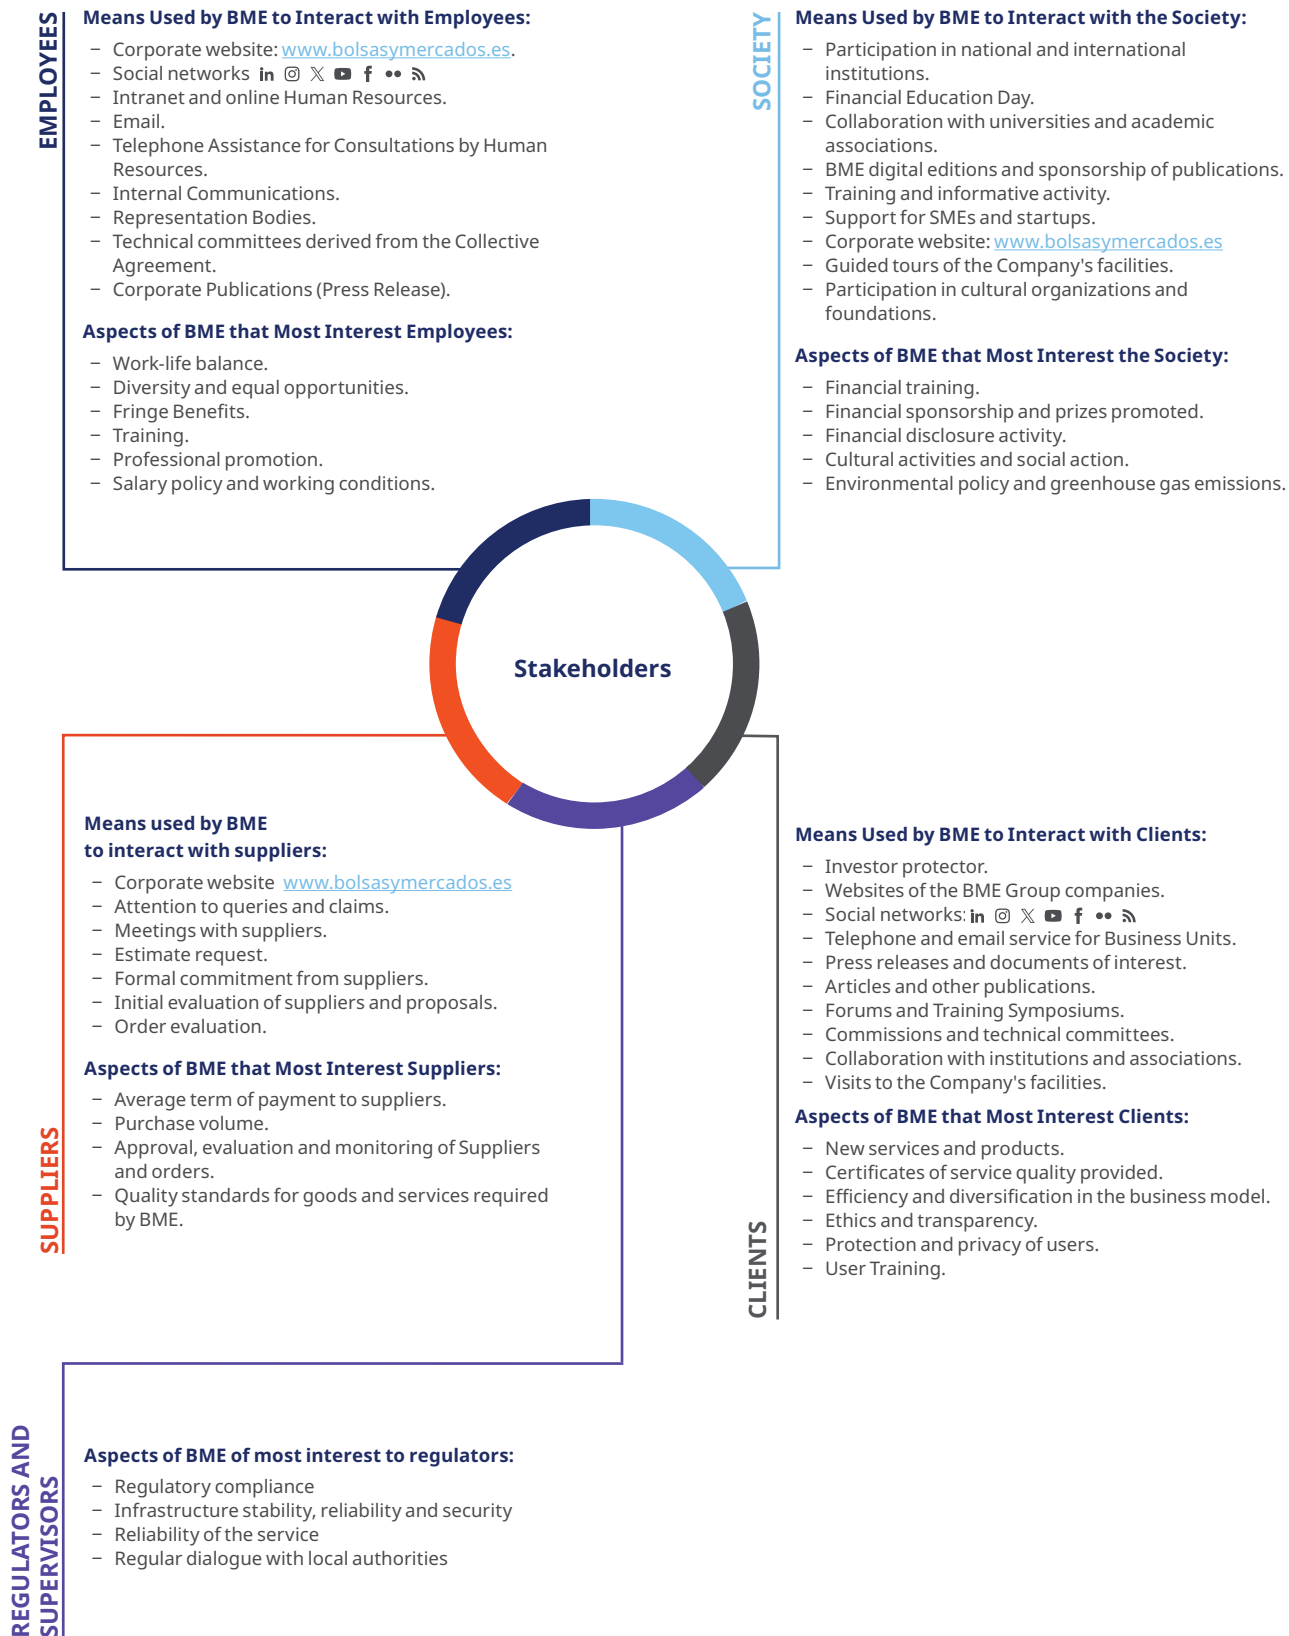 EMPLOYEES
Means Used by BME to Interact with Employees:
– Corporate website: www.bolsasymercados.es.
– Social networks
– Intranet and online Human Resources.
– Email.
– Telephone Assistance for Consultations by Human
Resources.
– Internal Communications.
– Representation Bodies.
– Technical committees derived from the Collective
Agreement.
– Corporate Publications (Press Release).
Aspects of BME that Most Interest Employees:
– Work-life balance.
– Diversity and equal opportunities.
– Fringe Benefits.
– Training.
– Professional promotion.
– Salary policy and working conditions.
SOCIETY
Means Used by BME to Interact with the Society:
– Participation in national and international
institutions.
– Financial Education Day.
– Collaboration with universities and academic
associations.
– BME digital editions and sponsorship of publications.
– Training and informative activity.
– Support for SMEs and startups.
– Corporate website: www.bolsasymercados.es
– Guided tours of the Company's facilities.
– Participation in cultural organizations and
foundations.
Aspects of BME that Most Interest the Society:
– Financial training.
– Financial sponsorship and prizes promoted.
– Financial disclosure activity.
– Cultural activities and social action.
– Environmental policy and greenhouse gas emissions.
Stakeholders
SUPPLIERS
Means used by BME
to interact with suppliers:
– Corporate website www.bolsasymercados.es
– Attention to queries and claims.
– Meetings with suppliers.
– Estimate request.
– Formal commitment from suppliers.
– Initial evaluation of suppliers and proposals.
– Order evaluation.
Aspects of BME that Most Interest Suppliers:
– Average term of payment to suppliers.
– Purchase volume.
– Approval, evaluation and monitoring of Suppliers
and orders.
– Quality standards for goods and services required
by BME.
CLIENTS
Means Used by BME to Interact with Clients:
– Investor protector.
– Websites of the BME Group companies.
– Social networks:
– Telephone and email service for Business Units.
– Press releases and documents of interest.
– Articles and other publications.
– Forums and Training Symposiums.
– Commissions and technical committees.
– Collaboration with institutions and associations.
– Visits to the Company's facilities.
Aspects of BME that Most Interest Clients:
– New services and products.
– Certificates of service quality provided.
– Efficiency and diversification in the business model.
– Ethics and transparency.
– Protection and privacy of users.
– User Training.
REGULATORS AND
SUPERVISORS
Aspects of BME of most interest to regulators:
– Regulatory compliance
– Infrastructure stability, reliability and security
– Reliability of the service
– Regular dialogue with local authorities